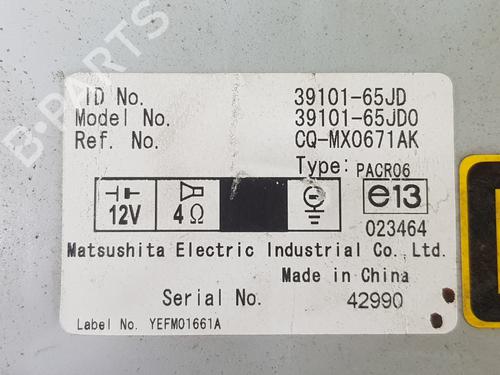 B-PARTS
ID No. 39101-65JD
Model No. 39101-65JD0
Ref. No. CQ-MX0671AK
Type: PACR06
12V 4Ω e13
023464
Matsushita Electric Industrial Co., Ltd.
Made in China
Serial No. 42990
Label No. YEFM01661A